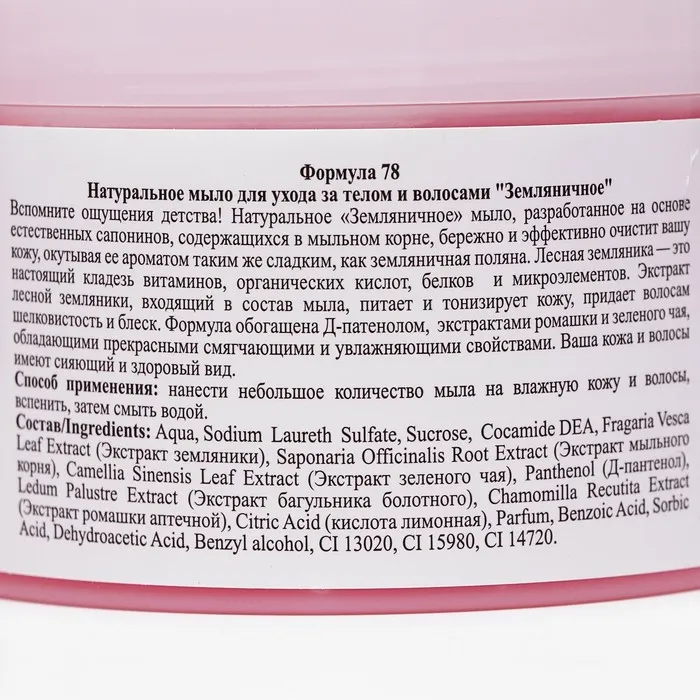 Формула 78
Натуральное мыло для ухода за телом и волосами "Земляничное"
Вспомните ощущения детства! Натуральное «Земляничное» мыло, разработанное на основе
естественных сапонинов, содержащихся в мыльном корне, бережно и эффективно очистит вашу
кожу, окутывая ее ароматом таким же сладким, как земляничная поляна. Лесная земляника — это
настоящий кладезь витаминов, органических кислот, белков и микроэлементов. Экстракт
лесной земляники, входящий в состав мыла, питает и тонизирует кожу, придает волосам
шелковистость и блеск. Формула обогащена Д-патенолом, экстрактами ромашки и зеленого чая,
обладающими прекрасными смягчающими и увлажняющими свойствами. Ваша кожа и волосы
имеют сияющий и здоровый вид.
Способ применения: нанести небольшое количество мыла на влажную кожу и волосы,
вспенить, затем смыть водой.
Состав/Ingredients: Aqua, Sodium Laureth Sulfate, Sucrose, Cocamide DEA, Fragaria Vesca
Leaf Extract (Экстракт земляники), Saponaria Officinalis Root Extract (Экстракт мыльного
корня), Camellia Sinensis Leaf Extract (Экстракт зеленого чая), Panthenol (Д-пантенол),
Ledum Palustre Extract (Экстракт багульника болотного), Chamomilla Recutita Extract
(Экстракт ромашки аптечной), Citric Acid (кислота лимонная), Parfum, Benzoic Acid, Sorbic
Acid, Dehydroacetic Acid, Benzyl alcohol, CI 13020, CI 15980, CI 14720.